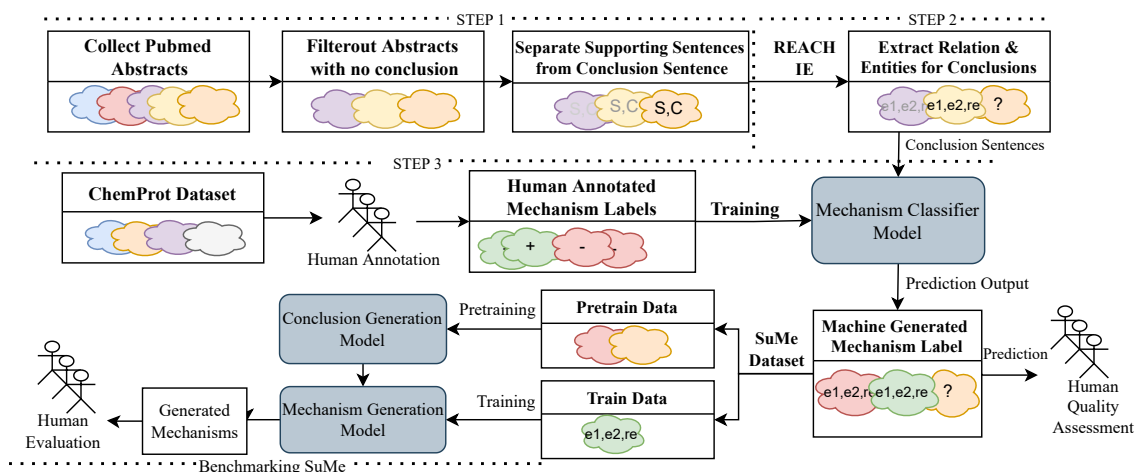 STEP 1
STEP 2
Collect Pubmed
Abstracts
Filterout Abstracts
with no conclusion
Separate Supporting Sentences
from Conclusion Sentence
S,C
S,C
S,C
REACH
IE
Extract Relation &
Entities for Conclusions
e1,e2,re
e1,e2,re
?
Conclusion Sentences
STEP 3
ChemProt Dataset
Human Annotation
Human Annotated
Mechanism Labels
+
-
Training
Mechanism Classifier
Model
Prediction Output
Machine Generated
Mechanism Label
e1,e2,re
e1,e2,re
?
Prediction
Human
Quality
Assessment
SuMe
Dataset
Pretrain Data
Pretraining
Conclusion Generation
Model
Train Data
e1,e2,re
Training
Mechanism Generation
Model
Generated
Mechanisms
Human
Evaluation
Benchmarking SuMe